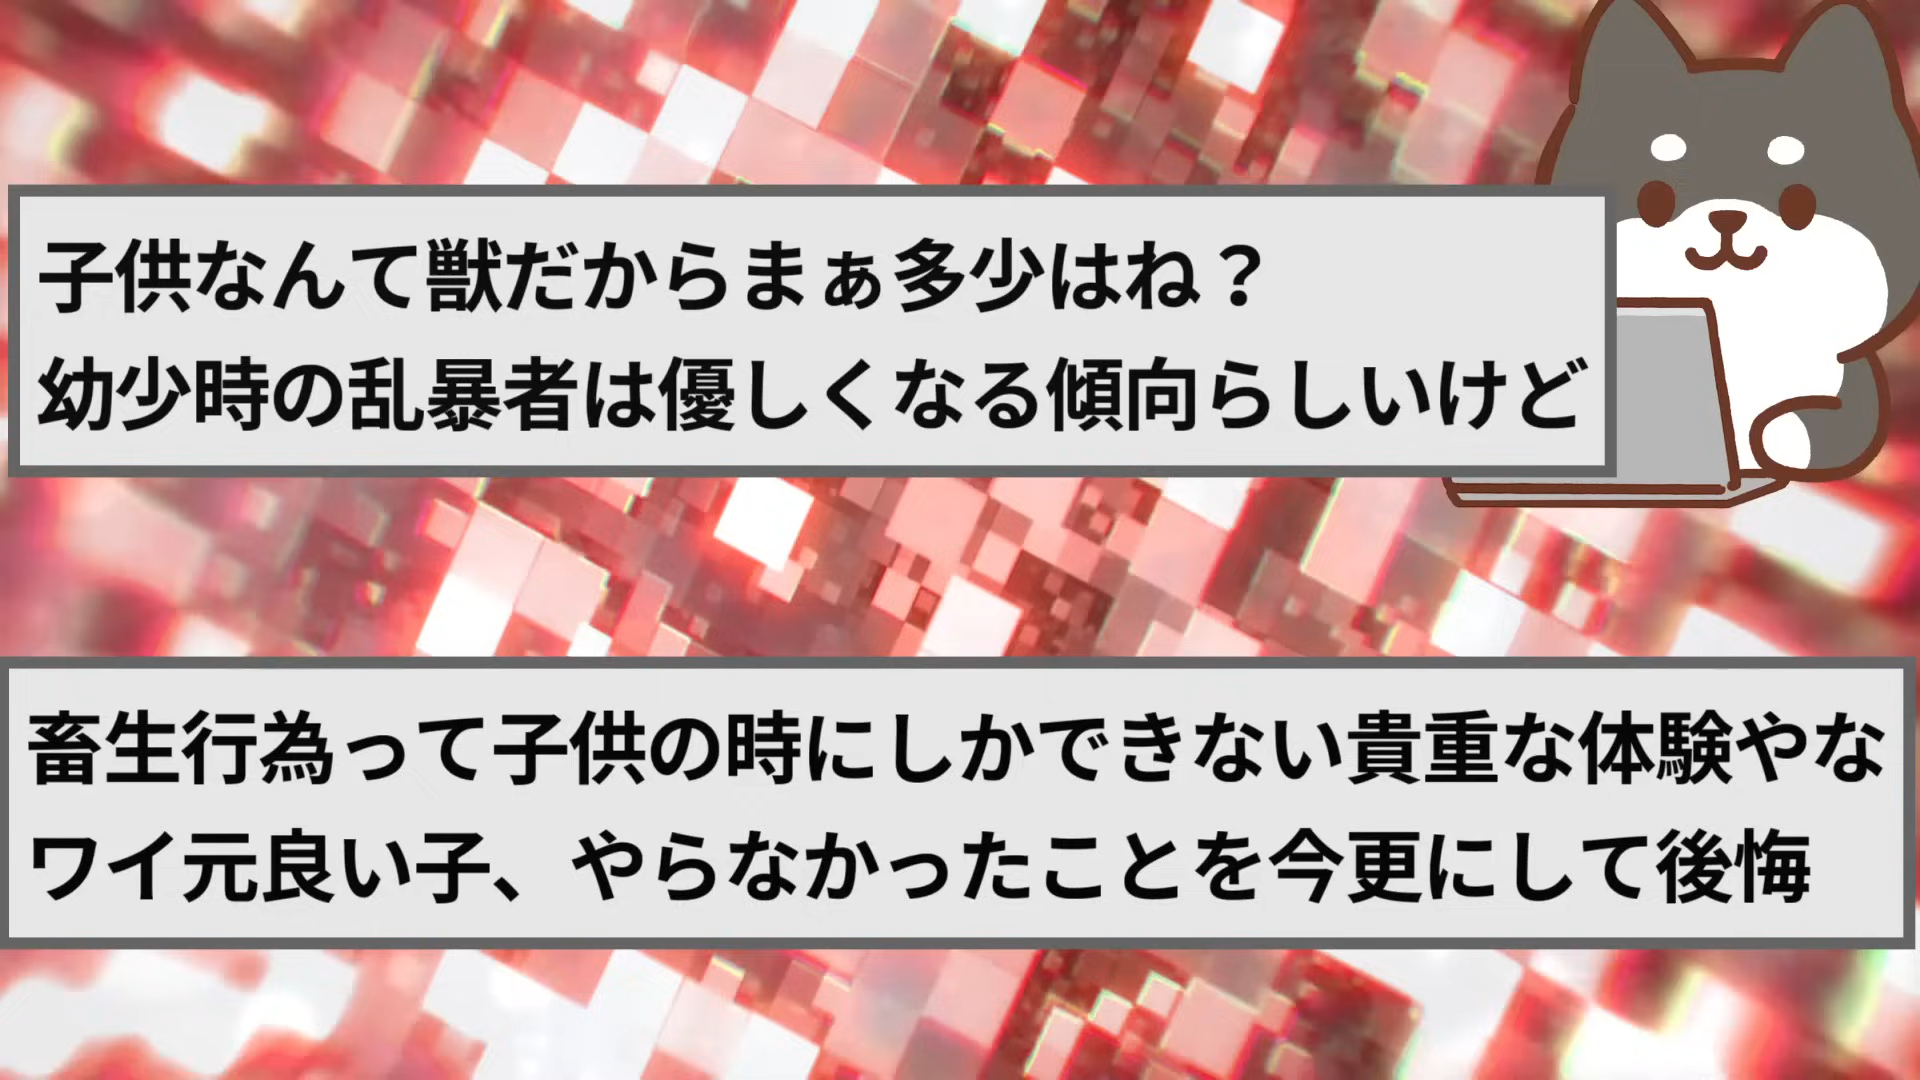 子供なんて獣だからまぁ多少はね？
幼少時の乱暴者は優しくなる傾向らしいけど
畜生行為って子供の時にしかできない貴重な体験やな
ワイ元良い子、やらなかったことを今更にして後悔